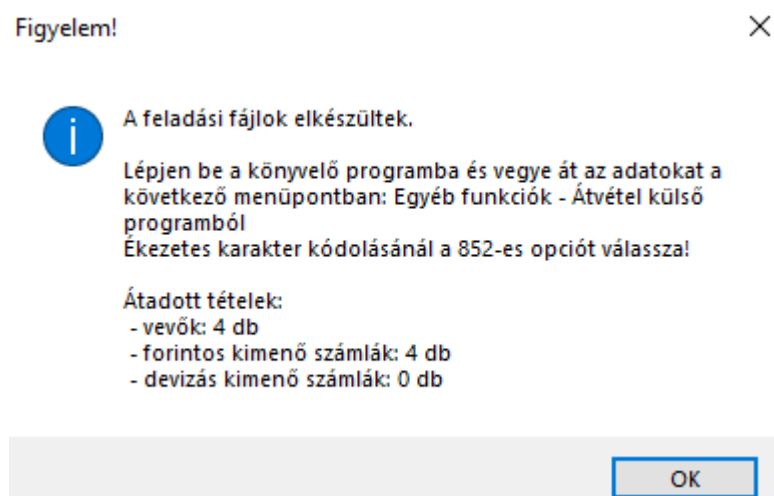 Figyelem!
A feladási fájlok elkészültek.
Lépjen be a könyvelő programba és vegye át az adatokat a
következő menüpontban: Egyéb funkciók - Átvétel külső
programból
Ékezetes karakter kódolásánál a 852-es opciót válassza!
Átadott tételek:
- vevők: 4 db
- forintos kimenő számlák: 4 db
- devizás kimenő számlák: 0 db
OK